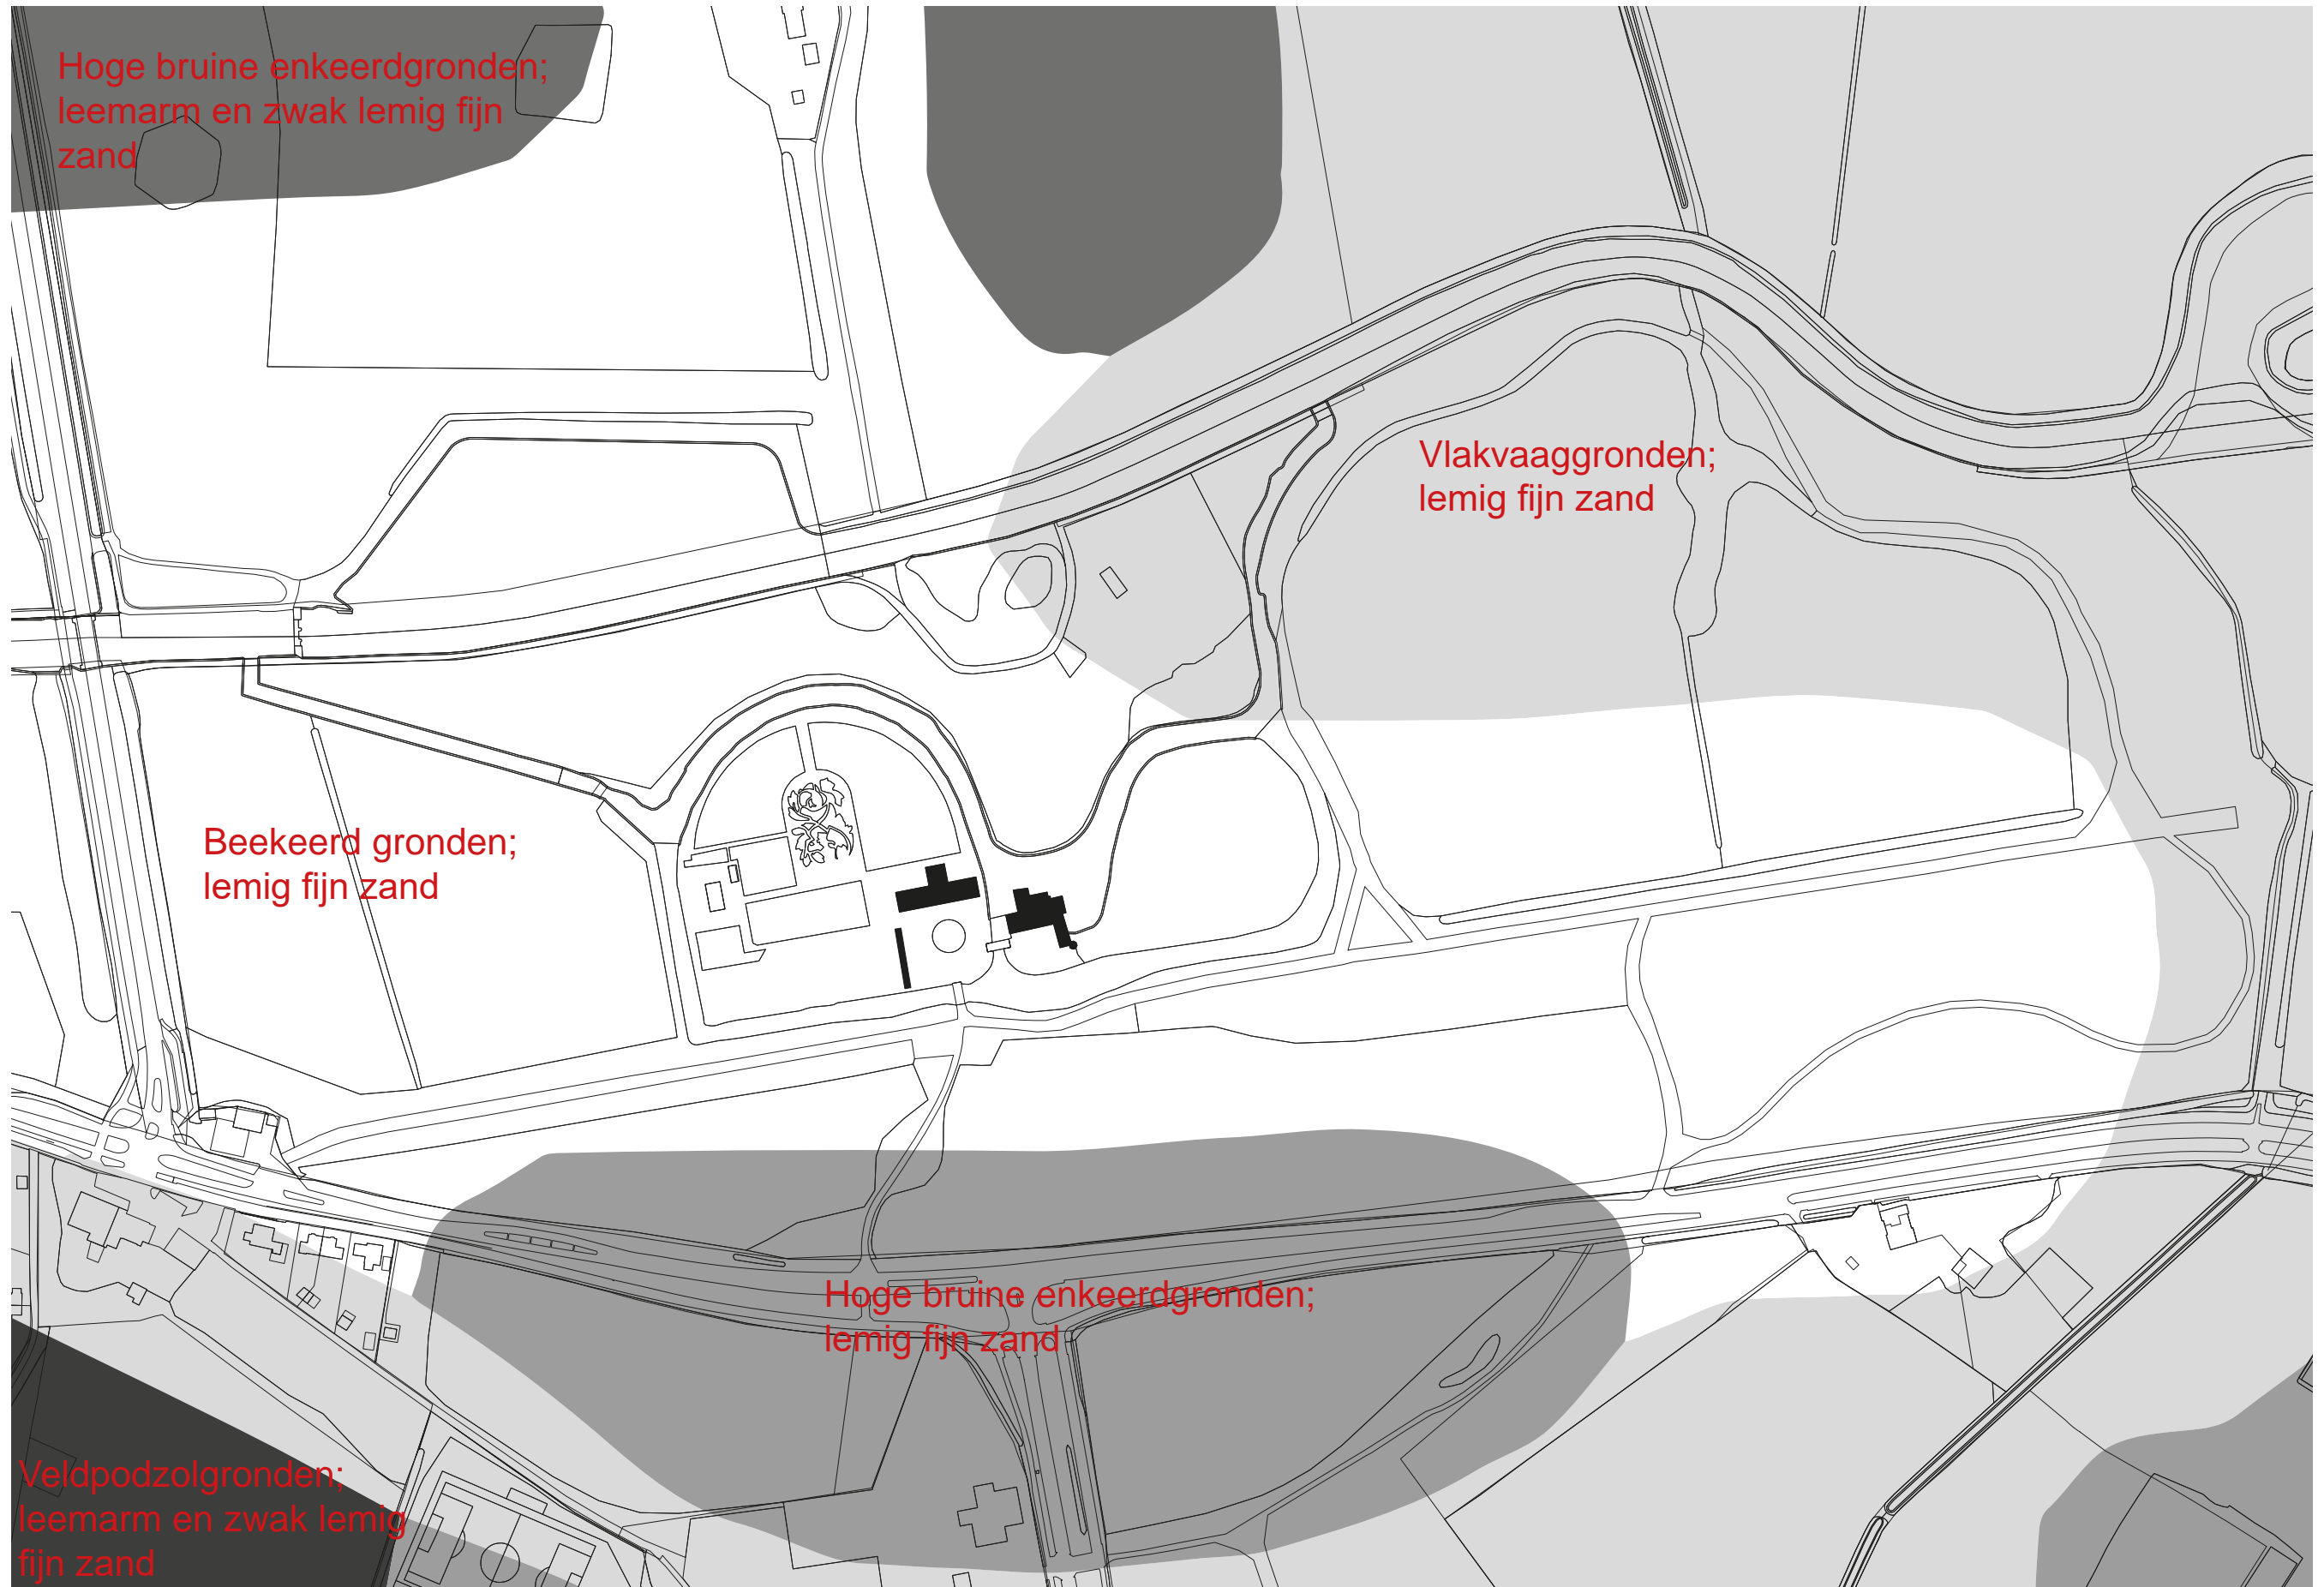 Hoge bruine enkeerdgronden;
leemarm en zwak lemig fijn
zand
Vlakvaaggronden;
lemig fijn zand
Beekeerd gronden;
lemig fijn zand
Hoge bruine enkeerdgronden;
lemig fijn zand
Veldpodzolgronden;
leemarm en zwak lemig
fijn zand